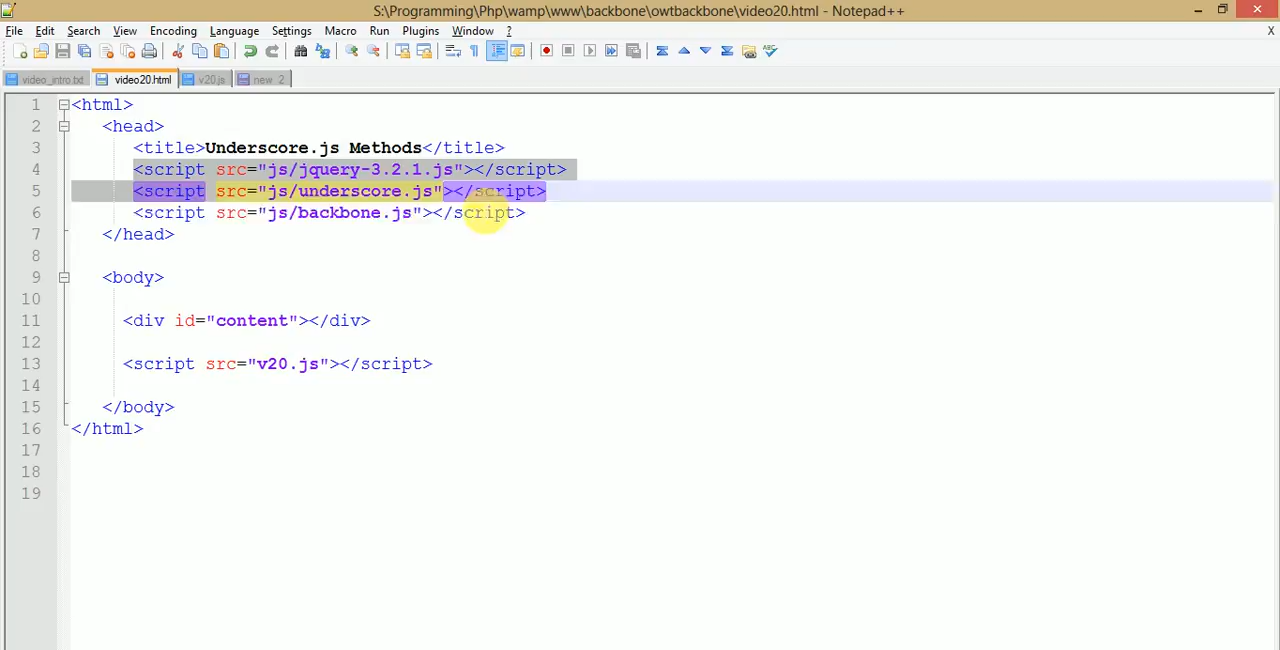 S:\Programming\Php\wamp\www\backbone\owtbackbone\video20.html - Notepad++
File Edit Search View Encoding Language Settings Macro Run Plugins Window ? X
video_intro.txt video20.html v20.js new 2
1 <html>
2 <head>
3 <title>Underscore.js Methods</title>
4 <script src="js/jquery-3.2.1.js"></script>
5 <script src="js/underscore.js"></script>
6 <script src="js/backbone.js"></script>
7 </head>
8
9 <body>
10
11 <div id="content"></div>
12
13 <script src="v20.js"></script>
14
15 </body>
16 </html>
17
18
19